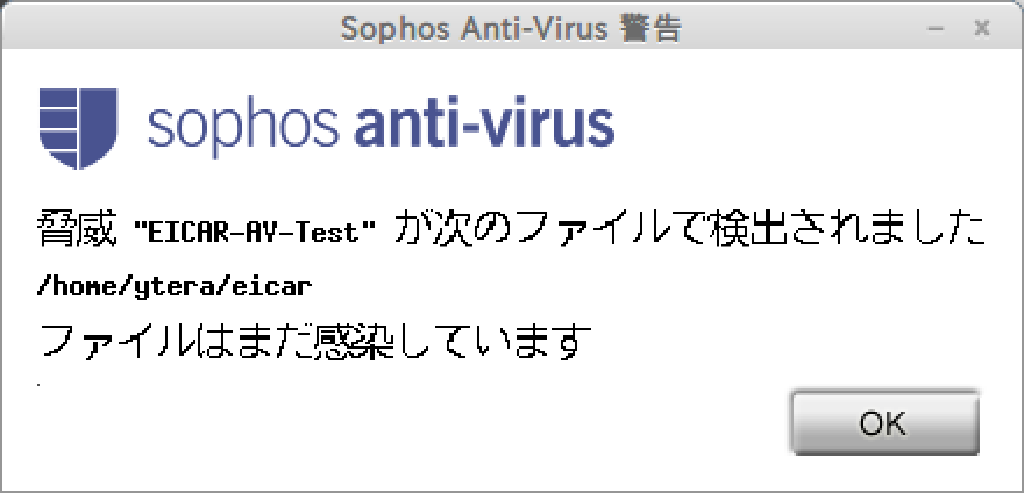 Sophos Anti-Virus 警告
sophos anti-virus
脅威 "EICAR-AV-Test" が次のファイルで検出されました
/home/ytera/eicar
ファイルはまだ感染しています
.
OK